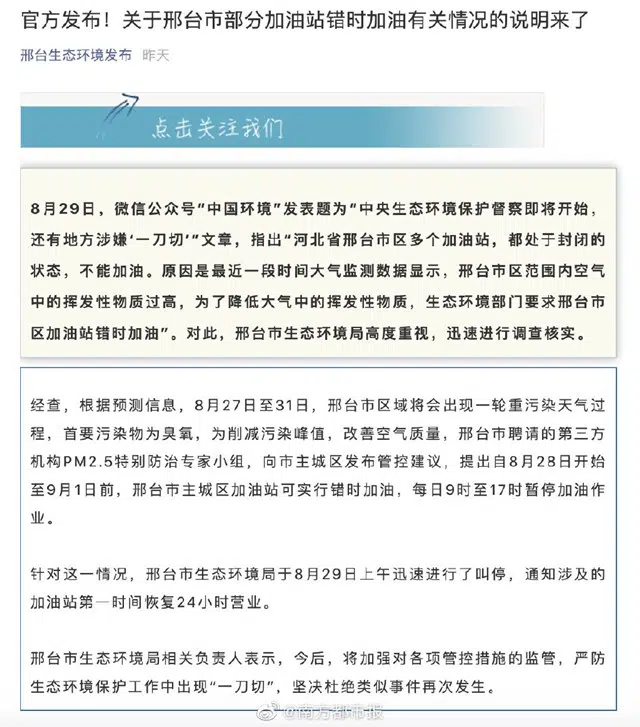 官方发布！关于邢台市部分加油站错时加油有关情况的说明来了
邢台生态环境发布 昨天
点击关注我们
8月29日，微信公众号"中国环境"发表题为"中央生态环境保护督察即将开始，
还有地方涉嫌'一刀切'"文章，指出"河北省邢台市区多个加油站，都处于封闭的
状态，不能加油。原因是最近一段时间大气监测数据显示，邢台市区范围内空气
中的挥发性物质过高，为了降低大气中的挥发性物质，生态环境部门要求邢台市
区加油站错时加油"。对此，邢台市生态环境局高度重视，迅速进行调查核实。
经查，根据预测信息，8月27日至31日，邢台市区域将会出现一轮重污染天气过
程，首要污染物为臭氧，为削减污染峰值，改善空气质量，邢台市聘请的第三方
机构PM2.5特别防治专家小组，向市主城区发布管控建议，提出自8月28日开始
至9月1日前，邢台市主城区加油站可实行错时加油，每日9时至17时暂停加油作
业。
针对这一情况，邢台市生态环境局于8月29日上午迅速进行了叫停，通知涉及的
加油站第一时间恢复24小时营业。
邢台市生态环境局相关负责人表示，今后，将加强对各项管控措施的监管，严防
生态环境保护工作中出现"一刀切"，坚决杜绝类似事件再次发生。
@南方都市报